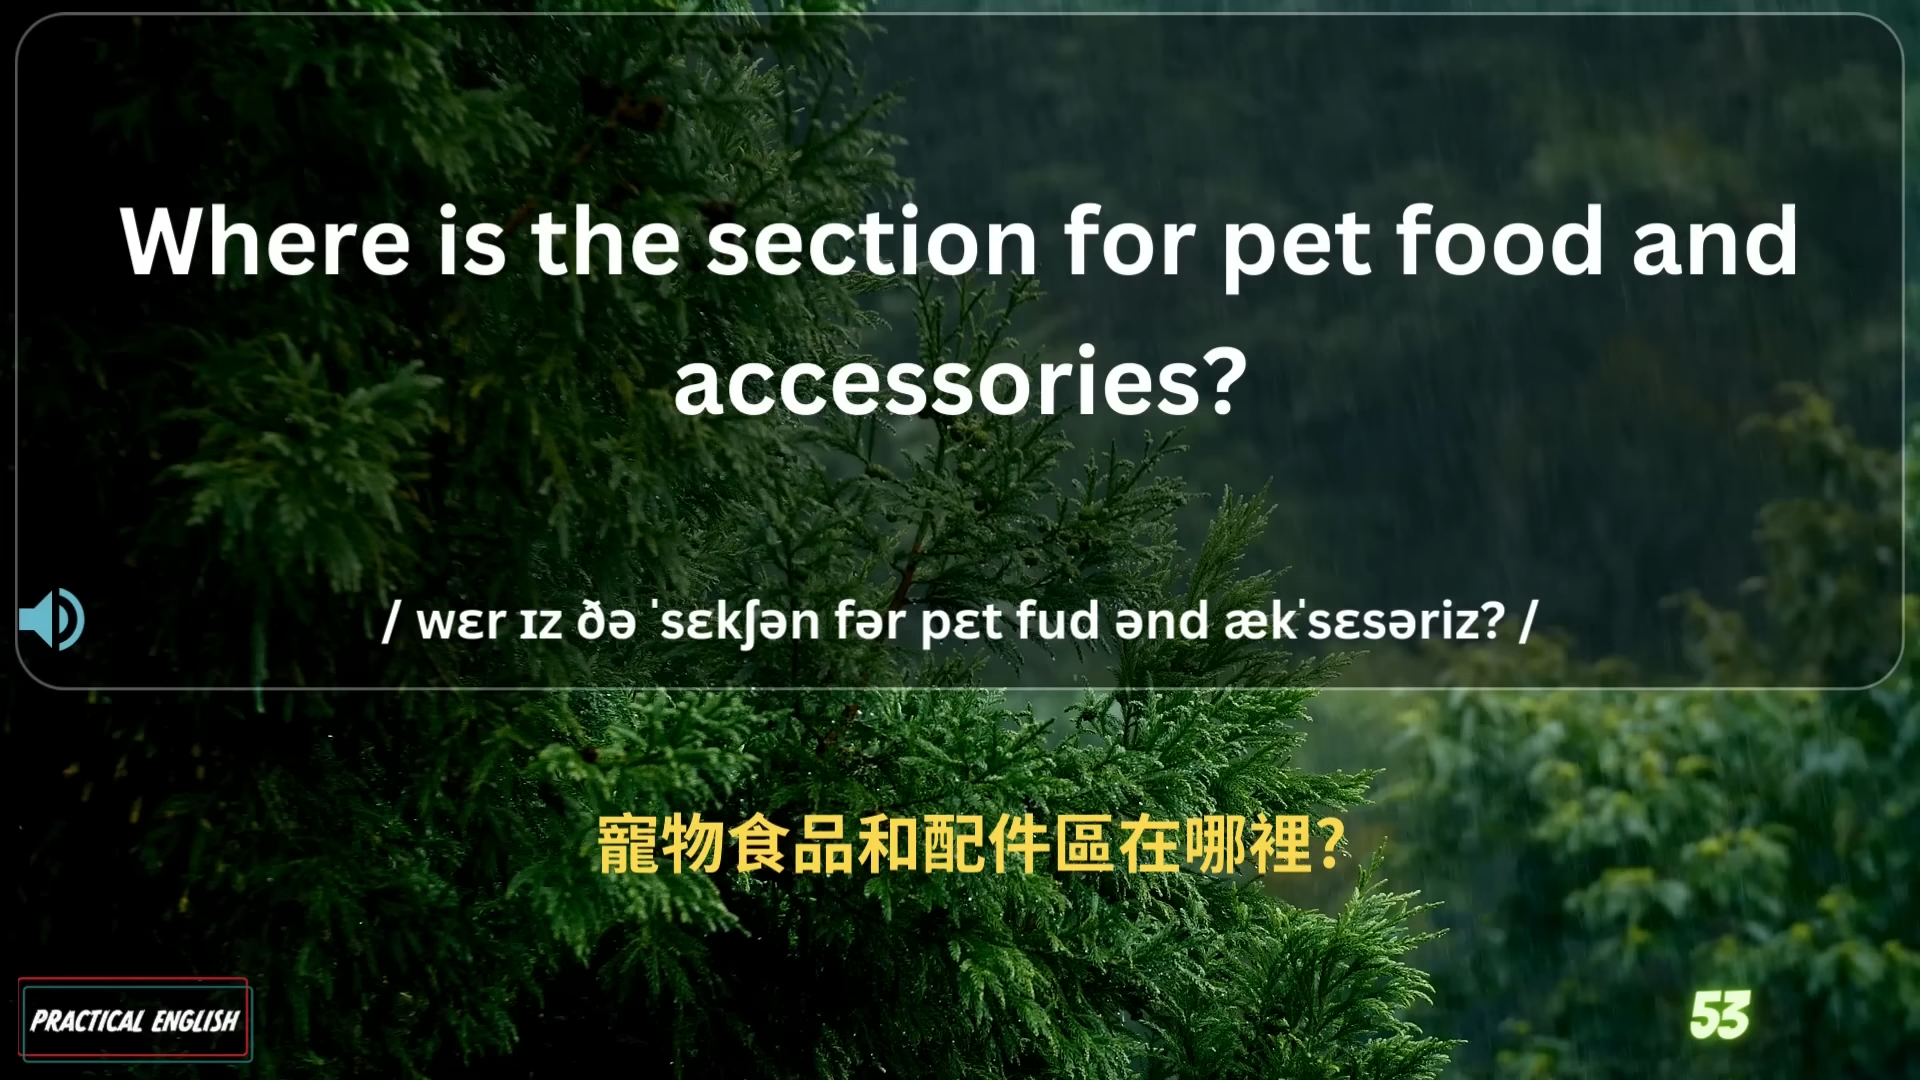 Where is the section for pet food and
accessories?
/ wɛr ɪz ðə ˈsɛkʃən fər pɛt fud ənd ækˈsɛsəriz? /
寵物食品和配件區在哪裡?
PRACTICAL ENGLISH
53